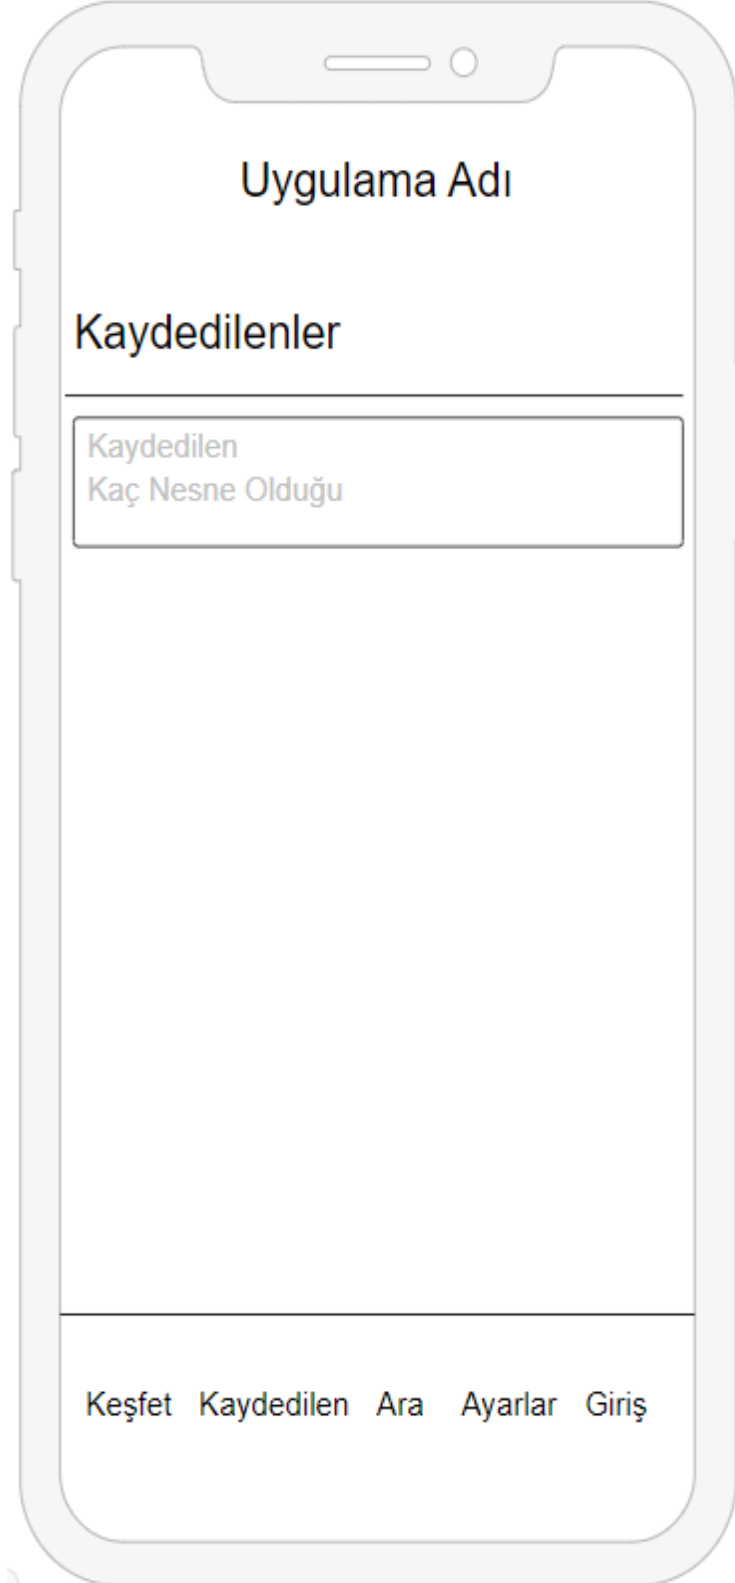 Uygulama Adı
Kaydedilenler
Kaydedilen
Kaç Nesne Olduğu
Keşfet Kaydedilen Ara Ayarlar Giriş